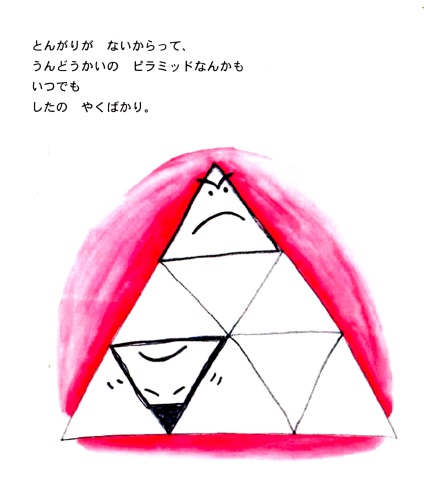 とんがりが　ないからって、
うんどうかいの　ピラミッドなんかも
いつでも
したの　やくばかり。